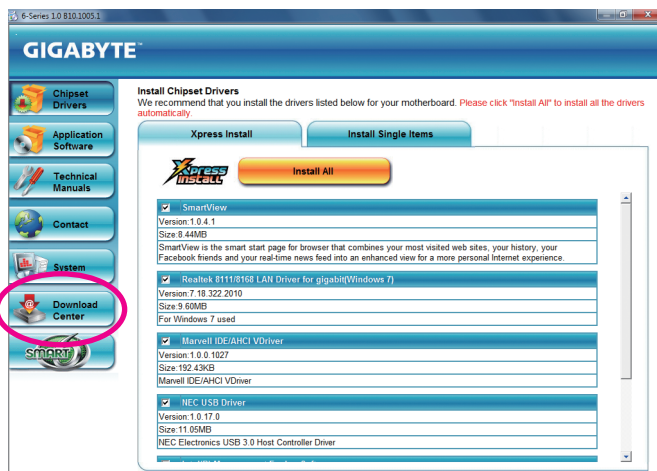 6-Series 1.0 B10.1005.1
GIGABYTE™
Chipset
Drivers
Application
Software
Technical
Manuals
Contact
System
Download
Center
SMART
Install Chipset Drivers
We recommend that you install the drivers listed below for your motherboard. Please click "Install All" to install all the drivers
automatically.
Xpress Install
Install Single Items
Xpress
INSTALL
Install All
SmartView
Version:1.0.4.1
Size:8.44MB
SmartView is the smart start page for browser that combines your most visited web sites, your history, your
Facebook friends and your real-time news feed into an enhanced view for a more personal Internet experience.
Realtek 8111/8168 LAN Driver for gigabit(Windows 7)
Version:7.18.322.2010
Size:9.60MB
For Windows 7 used
Marvell IDE/AHCI VDriver
Version:1.0.0.1027
Size:192.43KB
Marvell IDE/AHCI VDriver
NEC USB Driver
Version:1.0.17.0
Size:11.05MB
NEC Electronics USB 3.0 Host Controller Driver